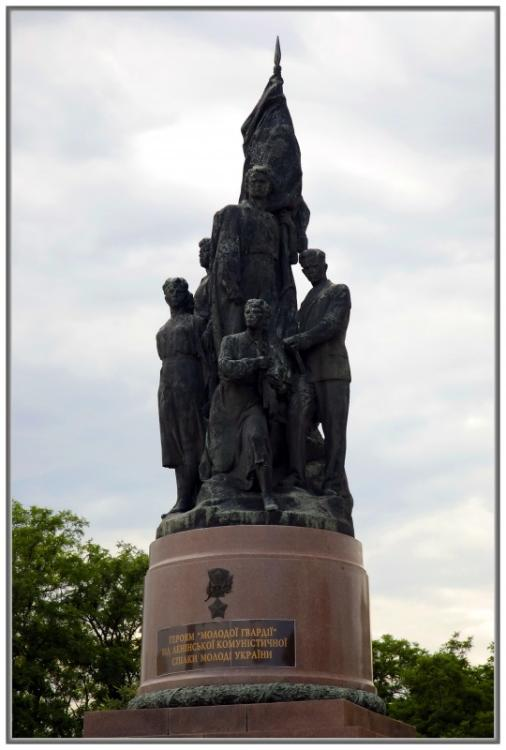 ГЕРОЯМ "МОЛОДОЇ ГВАРДІЇ"
ВІД ЛЕНІНСЬКОЇ КОМУНІСТИЧНОЇ
СПІЛКИ МОЛОДІ УКРАЇНИ